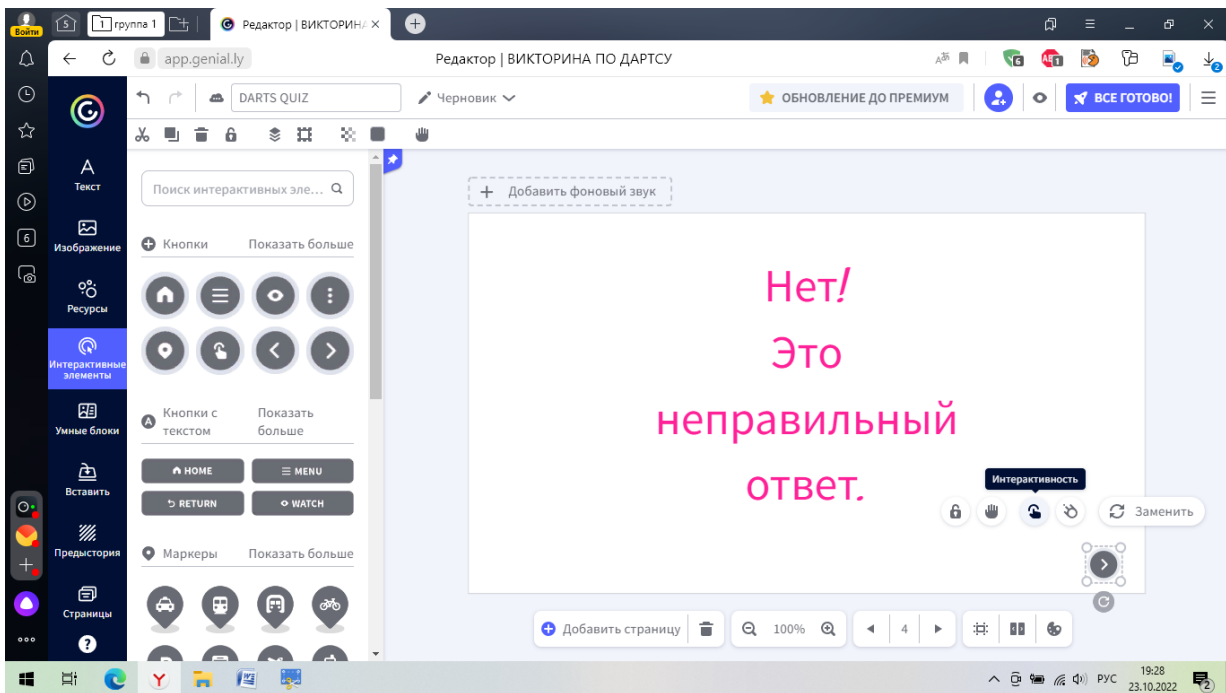 Войти
5
1 группа 1
Редактор | ВИКТОРИНА
app.genial.ly
Редактор | ВИКТОРИНА ПО ДАРТСУ
DARTS QUIZ
Черновик
ОБНОВЛЕНИЕ ДО ПРЕМИУМ
ВСЕ ГОТОВО!
6
Текст
Изображение
Ресурсы
Интерактивные
элементы
Умные блоки
Вставить
Предыстория
Страницы
Поиск интерактивных эле...
Кнопки
Показать больше
Кнопки с
текстом
Показать
больше
HOME
MENU
RETURN
WATCH
Маркеры
Показать больше
Добавить фоновый звук
Нет!
Это
неправильный
ответ.
Интерактивность
Заменить
Добавить страницу
100%
4
РУС
19:28
23.10.2022